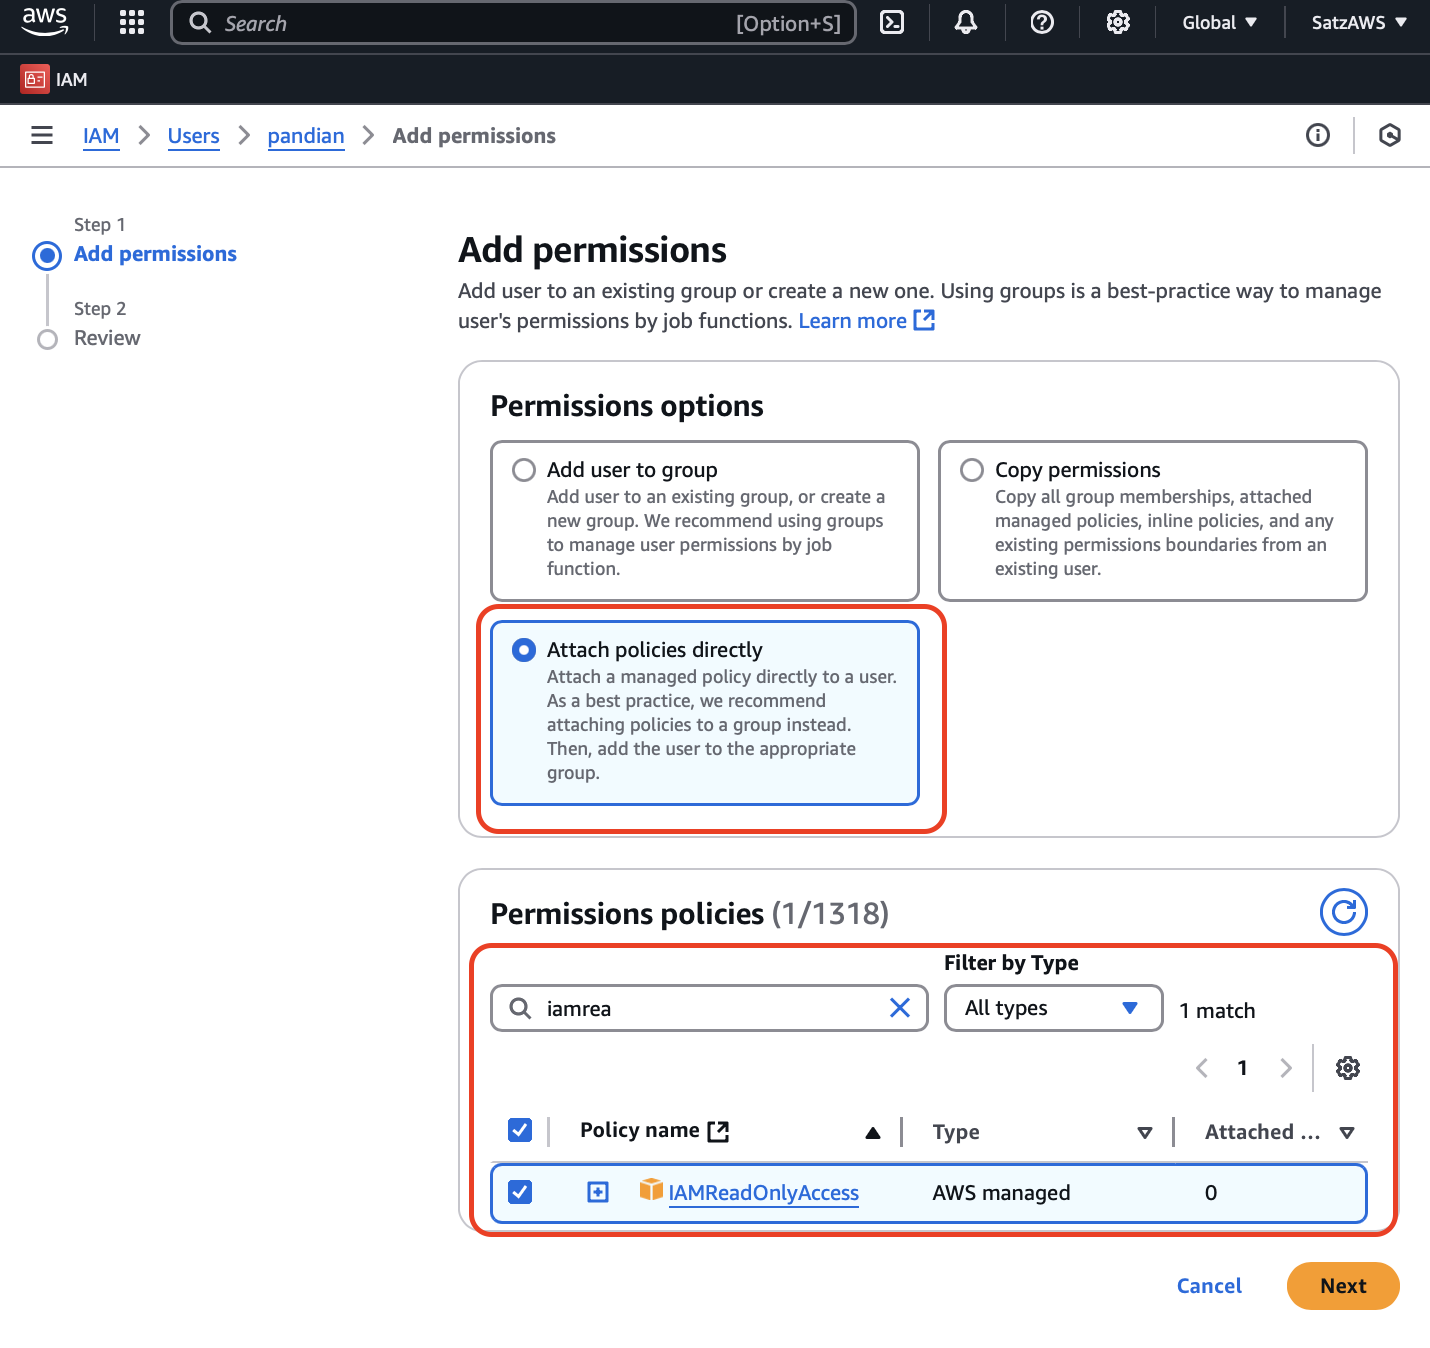 aws
Search [Option+S]
Global
SatzAWS
IAM
IAM
Users
pandian
Add permissions
Step 1
Add permissions
Step 2
Review
Add permissions
Add user to an existing group or create a new one. Using groups is a best-practice way to manage
user's permissions by job functions. Learn more
Permissions options
Add user to group
Add user to an existing group, or create a
new group. We recommend using groups
to manage user permissions by job
function.
Copy permissions
Copy all group memberships, attached
managed policies, inline policies, and any
existing permissions boundaries from an
existing user.
Attach policies directly
Attach a managed policy directly to a user.
As a best practice, we recommend
attaching policies to a group instead.
Then, add the user to the appropriate
group.
Permissions policies (1/1318)
Filter by Type
iamrea
All types
1 match
1
Policy name
Type
Attached ...
IAMReadOnlyAccess
AWS managed
0
Cancel
Next